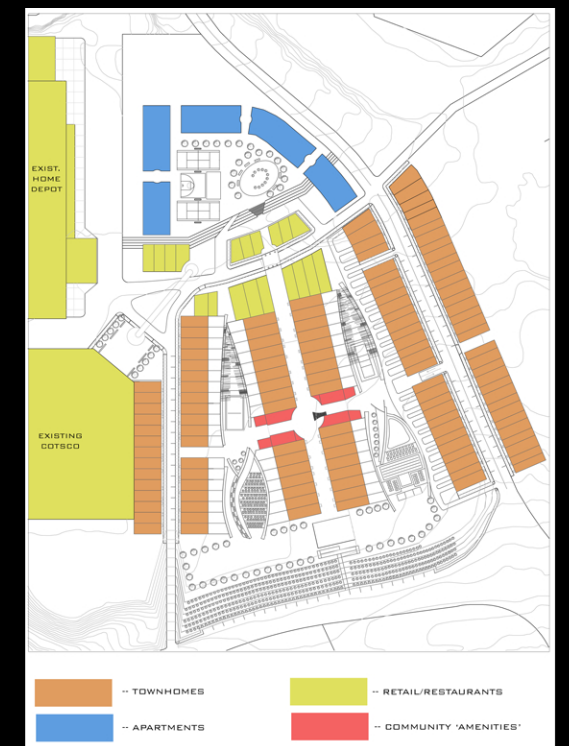 EXIST.
HOME
DEPOT
EXISTING
COTSCO
-- TOWNHOMES
-- RETAIL/RESTAURANTS
-- APARTMENTS
-- COMMUNITY 'AMENITIES'